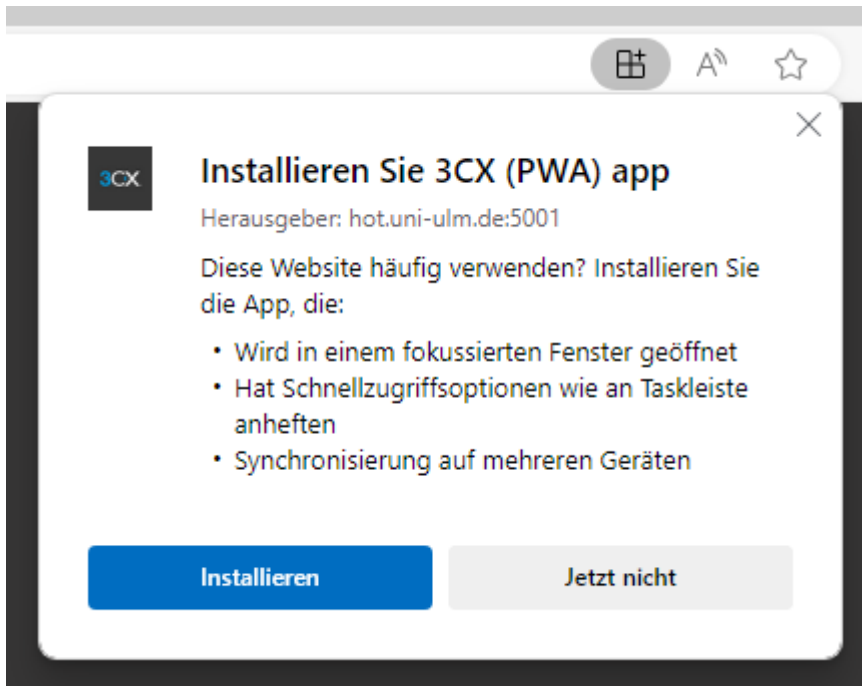 3CX
Installieren Sie 3CX (PWA) app
Herausgeber: hot.uni-ulm.de:5001
Diese Website häufig verwenden? Installieren Sie
die App, die:
• Wird in einem fokussierten Fenster geöffnet
• Hat Schnellzugriffsoptionen wie an Taskleiste
anheften
• Synchronisierung auf mehreren Geräten
Installieren
Jetzt nicht